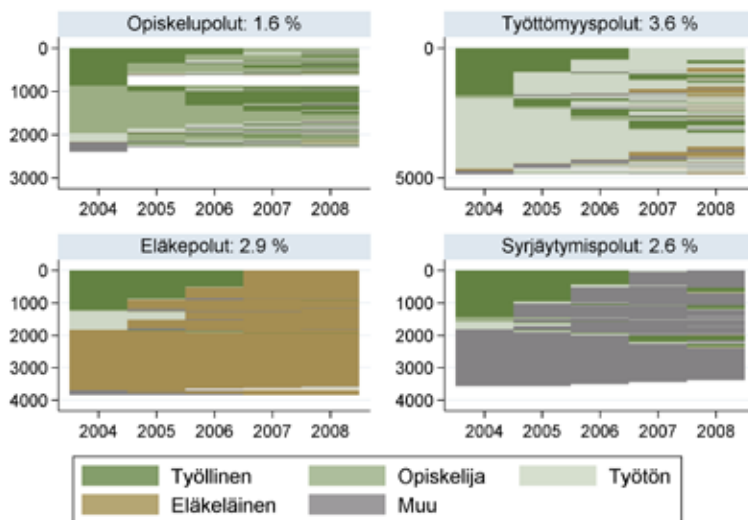 Opiskelupolut: 1.6 %
0
1000
2000
3000
2004 2005 2006 2007 2008
Työttömyyspolut: 3.6 %
0
5000
2004 2005 2006 2007 2008
Eläkepolut: 2.9 %
0
1000
2000
3000
4000
2004 2005 2006 2007 2008
Syrjäytymispolut: 2.6 %
0
1000
2000
3000
4000
2004 2005 2006 2007 2008
Työllinen Opiskelija Työtön
Eläkeläinen Muu